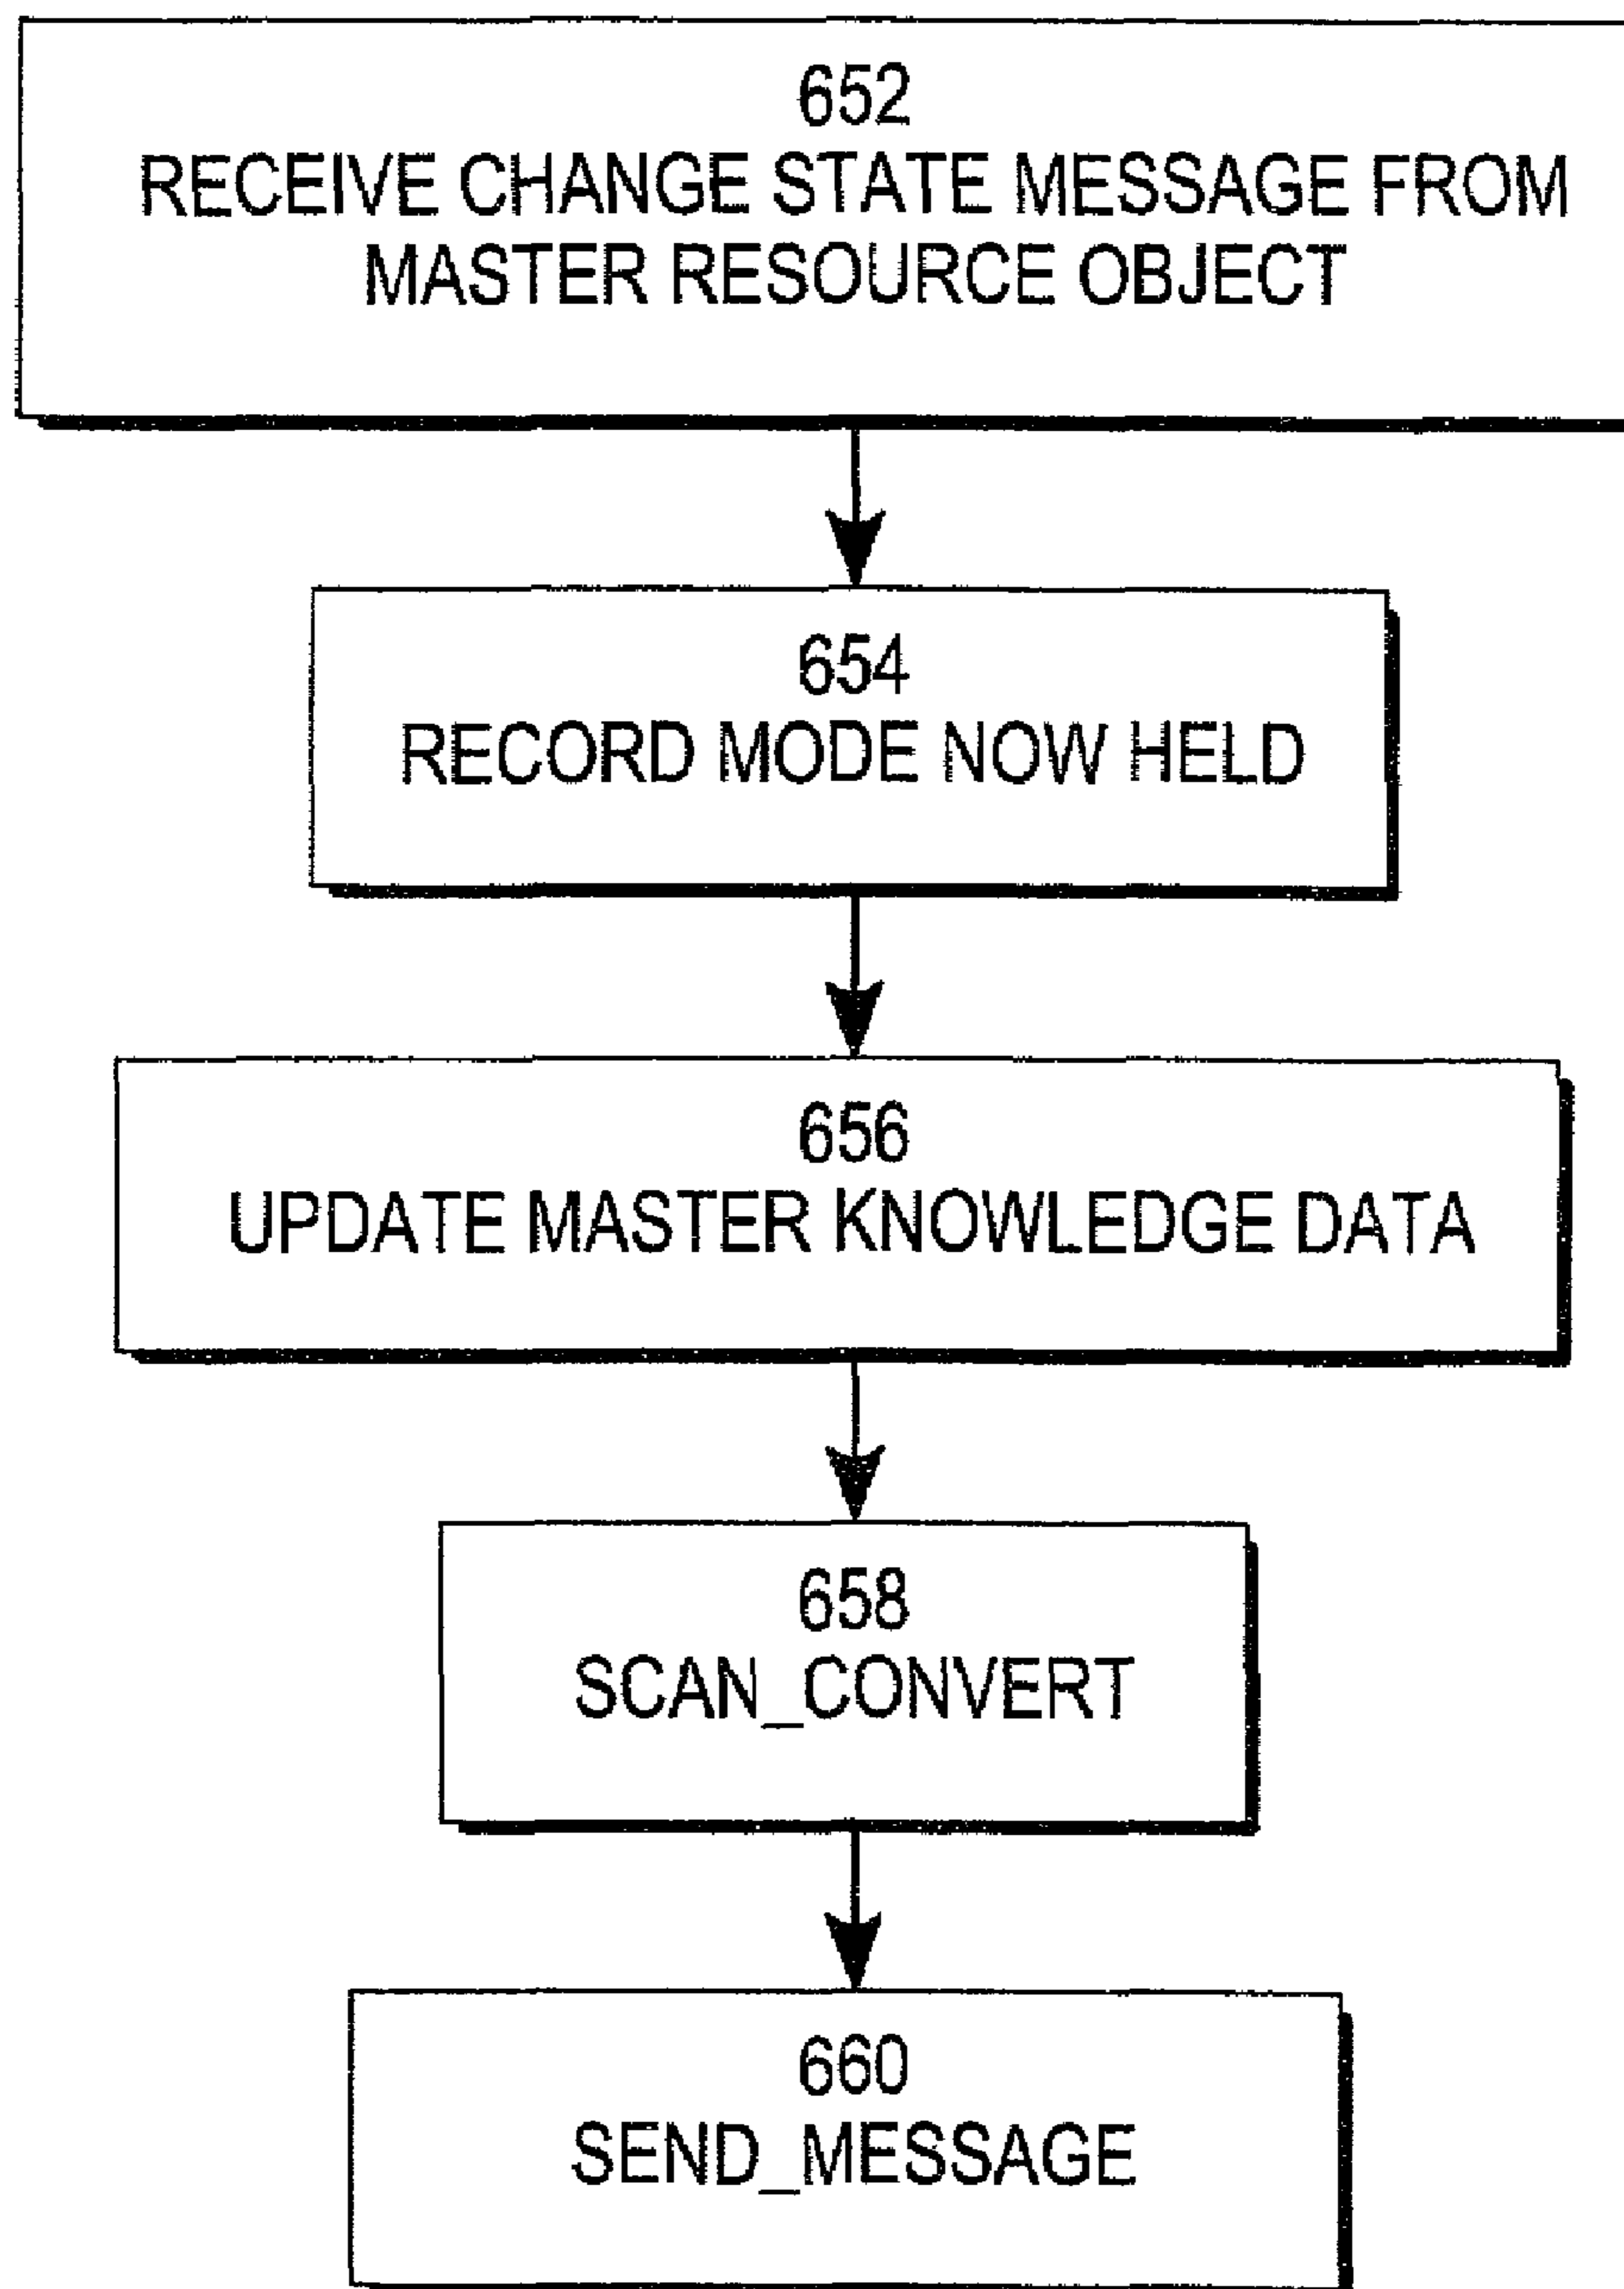 652
RECEIVE CHANGE STATE MESSAGE FROM
MASTER RESOURCE OBJECT
654
RECORD MODE NOW HELD
656
UPDATE MASTER KNOWLEDGE DATA
658
SCAN_CONVERT
660
SEND_MESSAGE